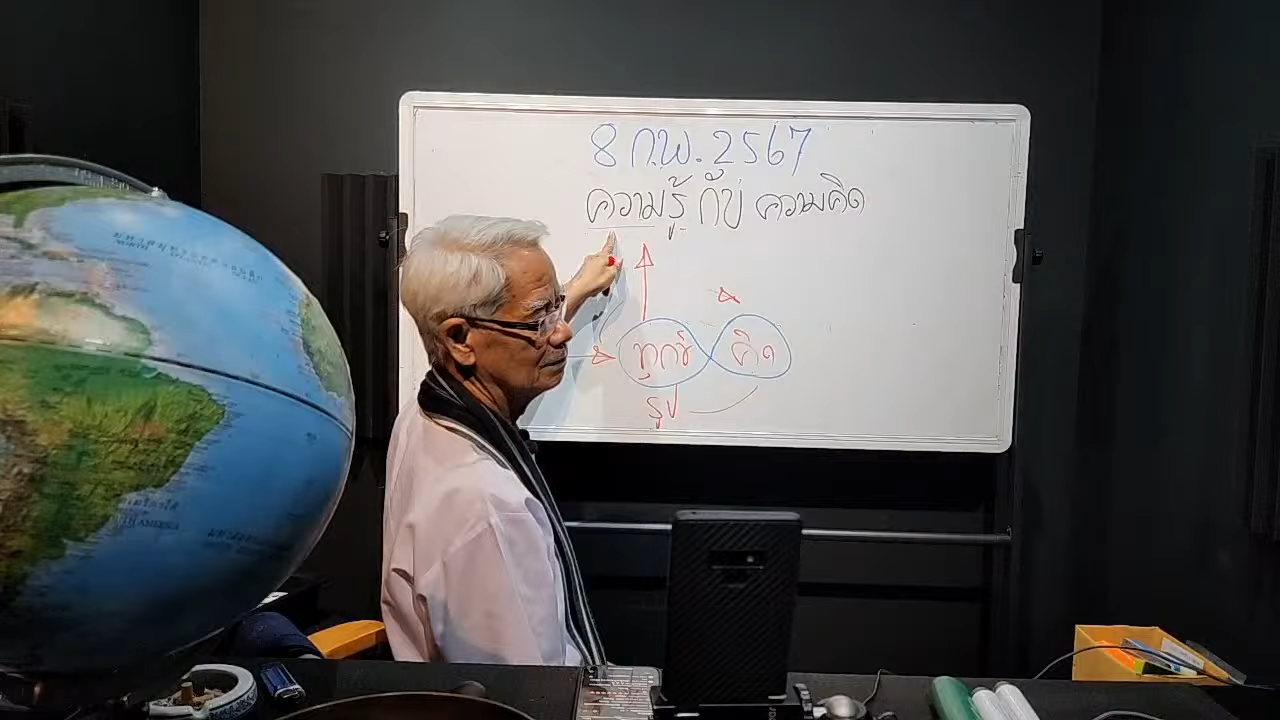 8 ก.พ. 2567
ความรู้ กับ ความคิด
ทุกข์ คิด
รูป
AMERICA